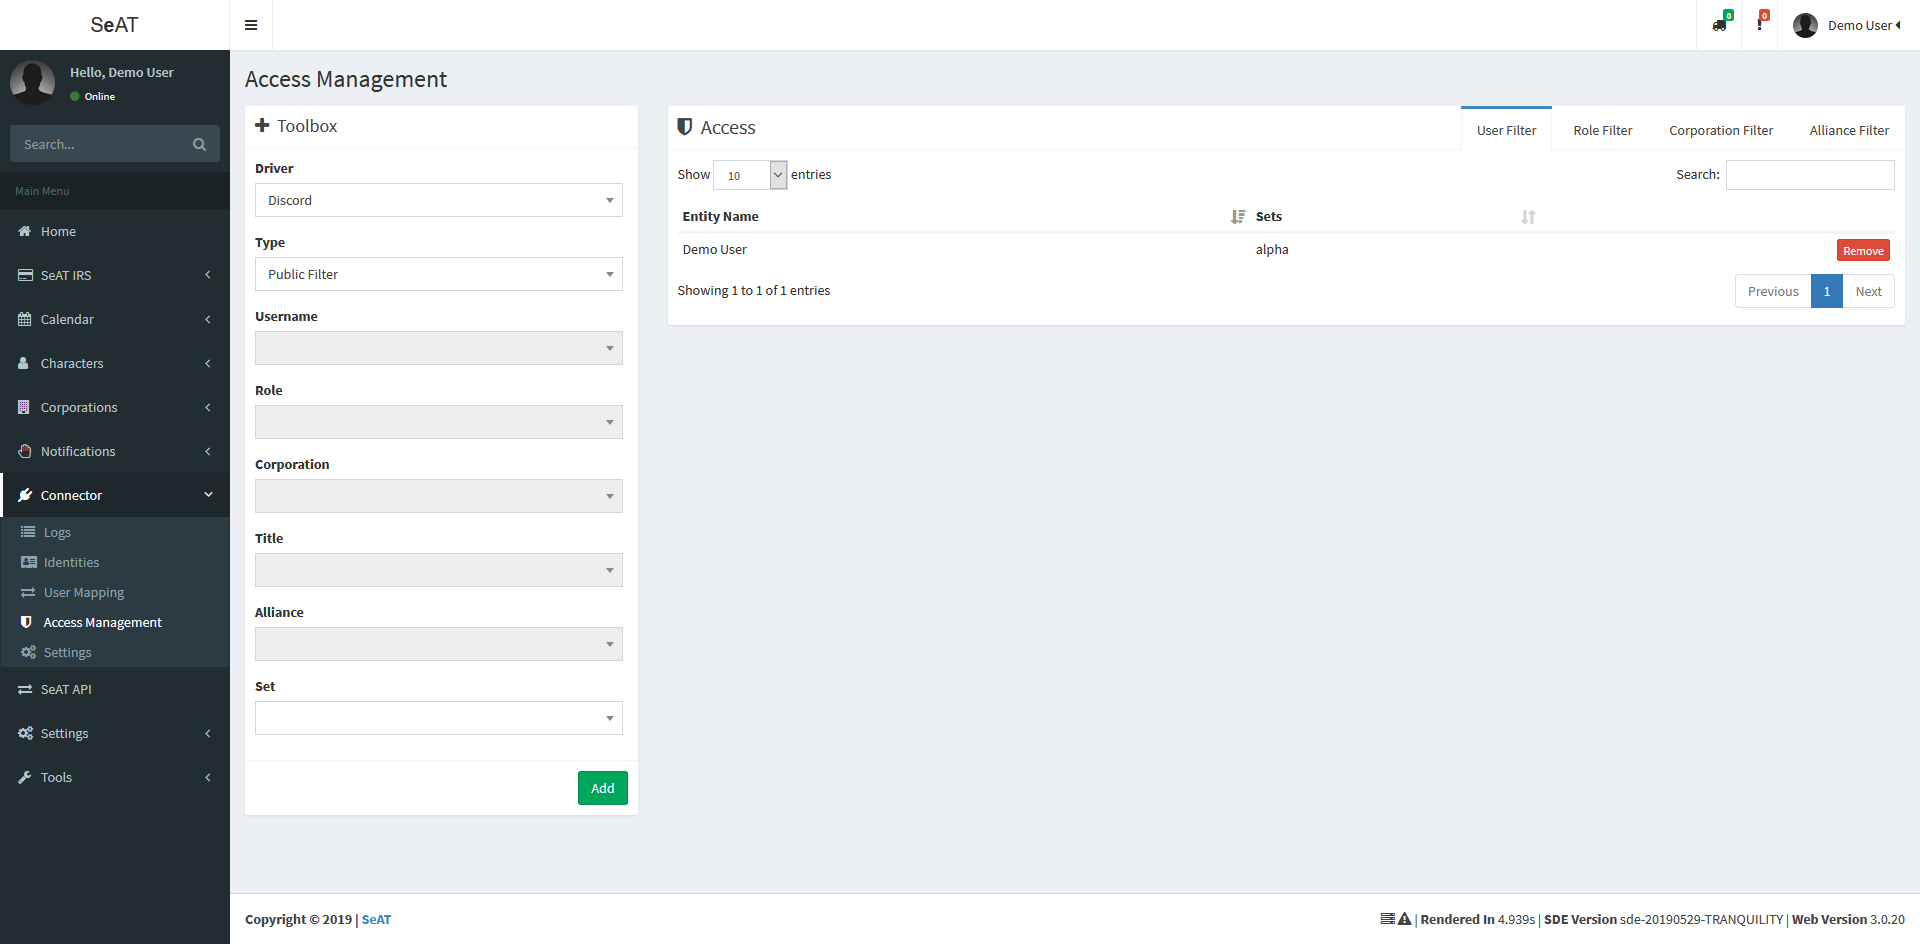 SeAT
0
0
Demo User
Hello, Demo User
Online
Search...
Main Menu
Home
SeAT IRS
Calendar
Characters
Corporations
Notifications
Connector
Logs
Identities
User Mapping
Access Management
Settings
SeAT API
Settings
Tools
Access Management
Toolbox
Driver
Discord
Type
Public Filter
Username
Role
Corporation
Title
Alliance
Set
Add
Access
User Filter Role Filter Corporation Filter Alliance Filter
Show 10 entries Search:
Entity Name Sets
Demo User alpha Remove
Showing 1 to 1 of 1 entries Previous 1 Next
Copyright © 2019 | SeAT
| Rendered In 4.939s | SDE Version sde-20190529-TRANQUILITY | Web Version 3.0.20